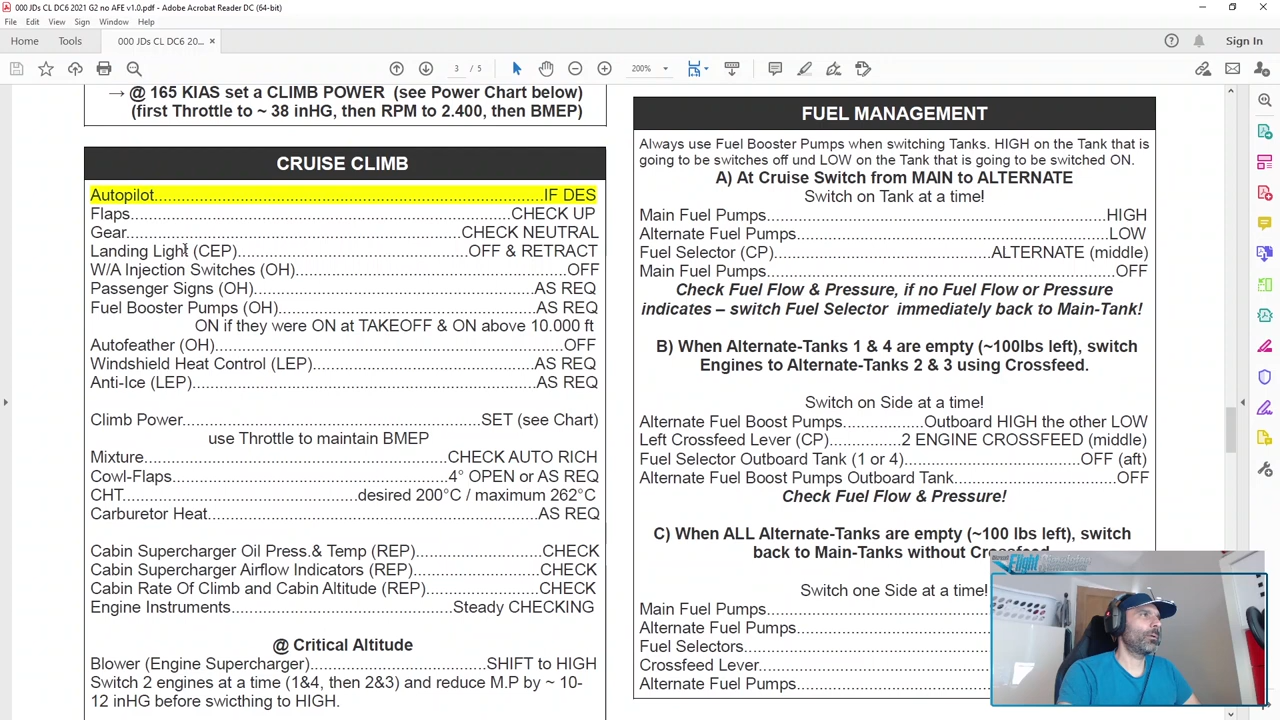 000 JDs CL DC6 2021 G2 no AFE v1.0.pdf - Adobe Acrobat Reader DC (64-bit)
File Edit View Sign Window Help
Home Tools 000 JDs CL DC6 20... × Sign In
3 / 5 200%
→ @ 165 KIAS set a CLIMB POWER (see Power Chart below)
(first Throttle to ~ 38 inHG, then RPM to 2.400, then BMEP)
CRUISE CLIMB
Autopilot..........IF DES
Flaps..........CHECK UP
Gear..........CHECK NEUTRAL
Landing Light (CEP)..........OFF & RETRACT
W/A Injection Switches (OH)..........OFF
Passenger Signs (OH)..........AS REQ
Fuel Booster Pumps (OH)..........AS REQ
ON if they were ON at TAKEOFF & ON above 10.000 ft
Autofeather (OH)..........OFF
Windshield Heat Control (LEP)..........AS REQ
Anti-Ice (LEP)..........AS REQ
Climb Power..........SET (see Chart)
use Throttle to maintain BMEP
Mixture..........CHECK AUTO RICH
Cowl-Flaps..........4° OPEN or AS REQ
CHT..........desired 200°C / maximum 262°C
Carburetor Heat..........AS REQ
Cabin Supercharger Oil Press.& Temp (REP)..........CHECK
Cabin Supercharger Airflow Indicators (REP)..........CHECK
Cabin Rate Of Climb and Cabin Altitude (REP)..........CHECK
Engine Instruments..........Steady CHECKING
@ Critical Altitude
Blower (Engine Supercharger)..........SHIFT to HIGH
Switch 2 engines at a time (1&4, then 2&3) and reduce M.P by ~ 10-
12 inHG before swicthing to HIGH.
FUEL MANAGEMENT
Always use Fuel Booster Pumps when switching Tanks. HIGH on the Tank that is
going to be switches off und LOW on the Tank that is going to be switched ON.
A) At Cruise Switch from MAIN to ALTERNATE
Switch on Tank at a time!
Main Fuel Pumps..........HIGH
Alternate Fuel Pumps..........LOW
Fuel Selector (CP)..........ALTERNATE (middle)
Main Fuel Pumps..........OFF
Check Fuel Flow & Pressure, if no Fuel Flow or Pressure
indicates – switch Fuel Selector immediately back to Main-Tank!
B) When Alternate-Tanks 1 & 4 are empty (~100lbs left), switch
Engines to Alternate-Tanks 2 & 3 using Crossfeed.
Switch on Side at a time!
Alternate Fuel Boost Pumps..........Outboard HIGH the other LOW
Left Crossfeed Lever (CP)..........2 ENGINE CROSSFEED (middle)
Fuel Selector Outboard Tank (1 or 4)..........OFF (aft)
Alternate Fuel Boost Pumps Outboard Tank..........OFF
Check Fuel Flow & Pressure!
C) When ALL Alternate-Tanks are empty (~100 lbs left), switch
back to Main-Tanks without Crossfeed
Switch one Side at a time!
Main Fuel Pumps..........
Alternate Fuel Pumps..........
Fuel Selectors..........
Crossfeed Lever..........
Alternate Fuel Pumps..........
Flight